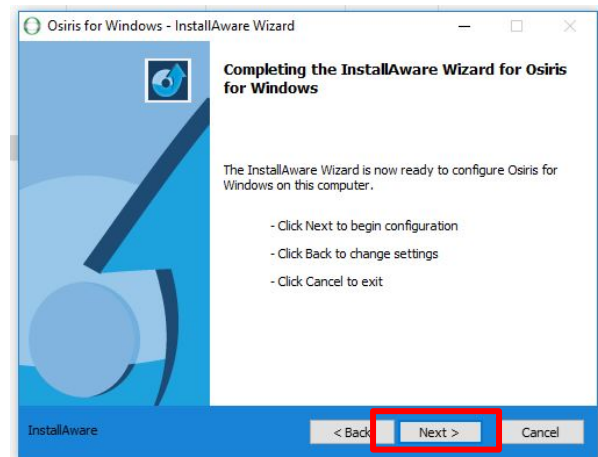 Osiris for Windows - InstallAware Wizard
Completing the InstallAware Wizard for Osiris
for Windows
The InstallAware Wizard is now ready to configure Osiris for
Windows on this computer.
- Click Next to begin configuration
- Click Back to change settings
- Click Cancel to exit
InstallAware
< Back
Next >
Cancel